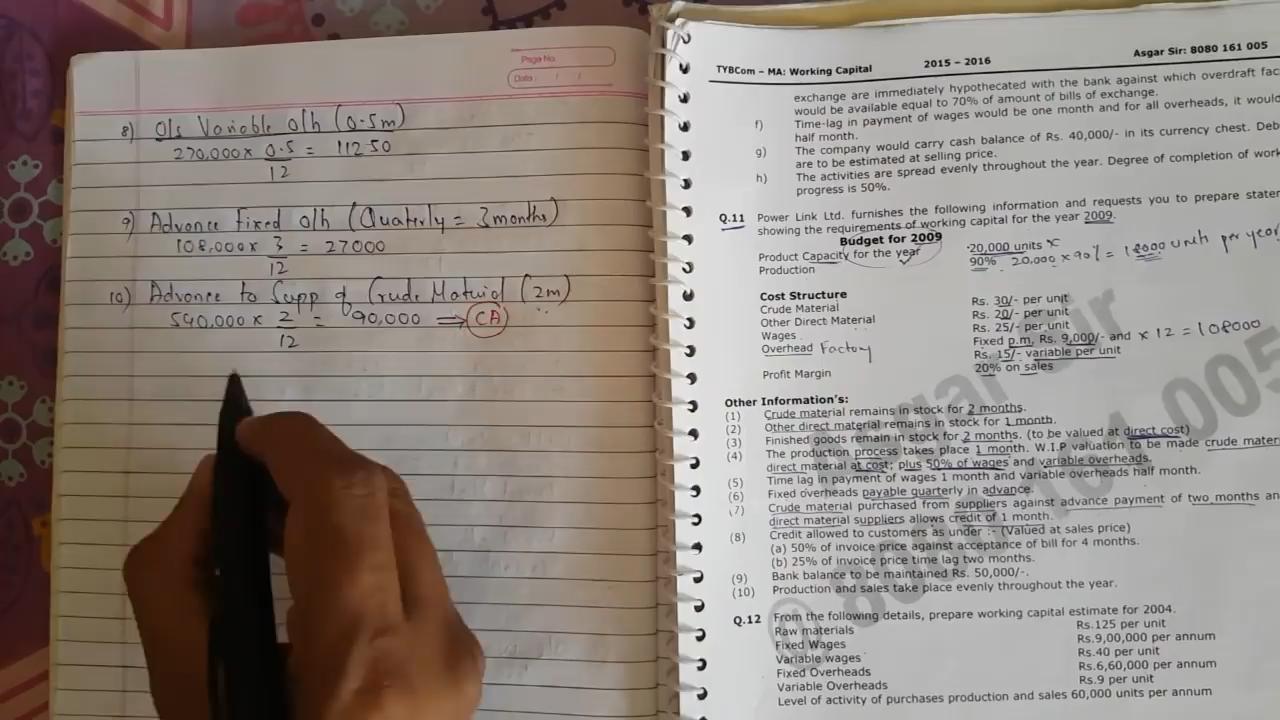 Page No.
Date: / /
8) O/s Variable O/h (0.5m)
270,000 x 0.5 = 11250
12
9) Advance fixed O/h (Quaterly = 3 months)
108,000 x 3 = 27000
12
10) Advance to Supp of Crude Material (2m)
540,000 x 2 = 90,000 ⇒ CA
12
TYBCom – MA: Working Capital 2015 – 2016 Asgar Sir: 8080 161 005
exchange are immediately hypothecated with the bank against which overdraft
would be available equal to 70% of amount of bills of exchange.
f) Time-lag in payment of wages would be one month and for all overheads, it would
half month.
g) The company would carry cash balance of Rs. 40,000/- in its currency chest.
are to be estimated at selling price.
h) The activities are spread evenly throughout the year. Degree of completion of
progress is 50%.
Q.11 Power Link Ltd. furnishes the following information and requests you to prepare
showing the requirements of working capital for the year 2009.
Budget for 2009
Product Capacity for the year 20,000 units x
Production 90% 20,000 x 90% = 18000 units per year
Cost Structure
Crude Material Rs. 30/- per unit
Other Direct Material Rs. 20/- per unit
Wages Rs. 25/- per unit
Overhead Factory Fixed p.m. Rs. 9,000/- and x 12 = 108000
Rs. 15/- variable per unit
Profit Margin 20% on sales
Other Information's:
(1) Crude material remains in stock for 2 months.
(2) Other direct material remains in stock for 1 month.
(3) Finished goods remain in stock for 2 months. (to be valued at direct cost)
(4) The production process takes place 1 month. W.I.P valuation to be made crude
direct material at cost; plus 50% of wages and variable overheads.
(5) Time lag in payment of wages 1 month and variable overheads half month.
(6) Fixed overheads payable quarterly in advance.
(7) Crude material purchased from suppliers against advance payment of two months
direct material suppliers allows credit of 1 month.
(8) Credit allowed to customers as under :- (Valued at sales price)
(a) 50% of invoice price against acceptance of bill for 4 months.
(b) 25% of invoice price time lag two months.
(9) Bank balance to be maintained Rs. 50,000/-.
(10) Production and sales take place evenly throughout the year.
Q.12 From the following details, prepare working capital estimate for 2004.
Raw materials Rs.125 per unit
Fixed Wages Rs.9,00,000 per annum
Variable wages Rs.40 per unit
Fixed Overheads Rs.6,60,000 per annum
Variable Overheads Rs.9 per unit
Level of activity of purchases production and sales 60,000 units per annum